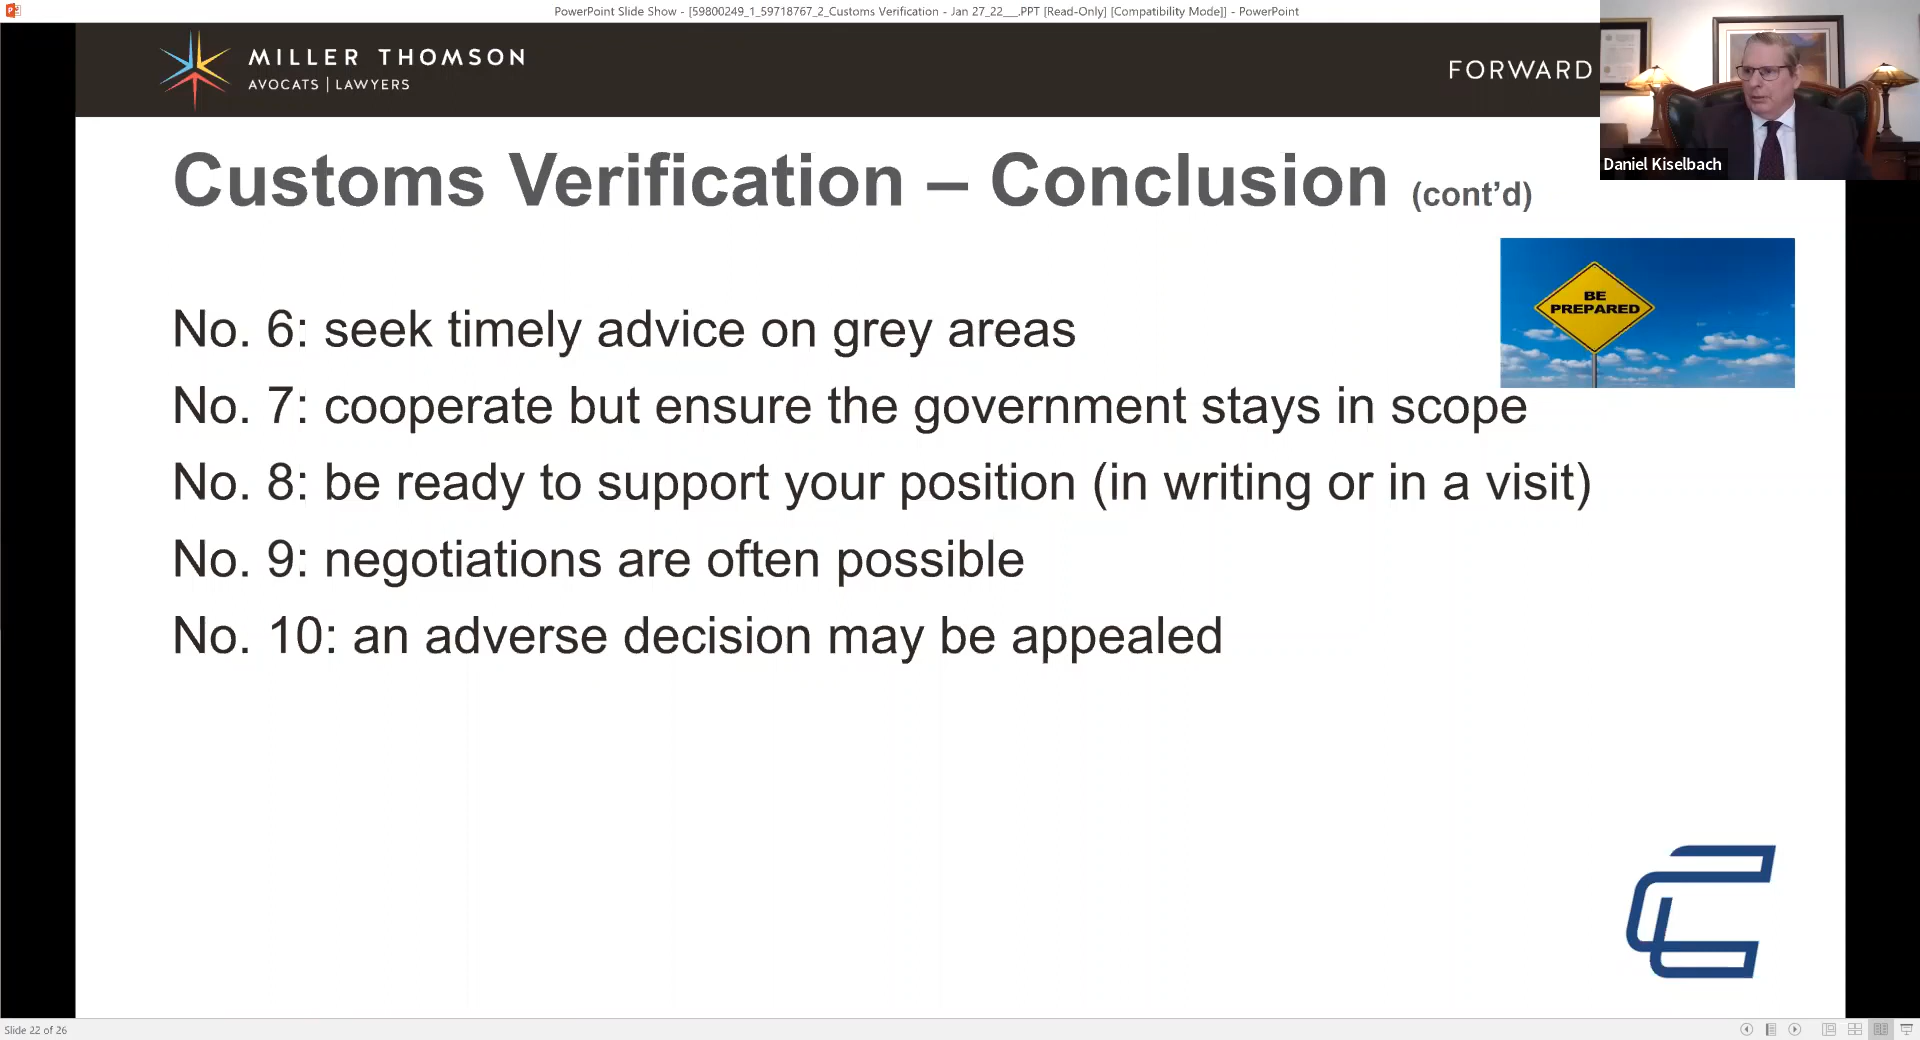 PowerPoint Slide Show - [59800249_1_59718767_2_Customs Verification - Jan 27_22___.PPT [Read-Only] [Compatibility Mode]] - PowerPoint
MILLER THOMSON
AVOCATS | LAWYERS
FORWARD
Daniel Kiselbach
Customs Verification – Conclusion (cont’d)
BE
PREPARED
No. 6: seek timely advice on grey areas
No. 7: cooperate but ensure the government stays in scope
No. 8: be ready to support your position (in writing or in a visit)
No. 9: negotiations are often possible
No. 10: an adverse decision may be appealed
Slide 22 of 26